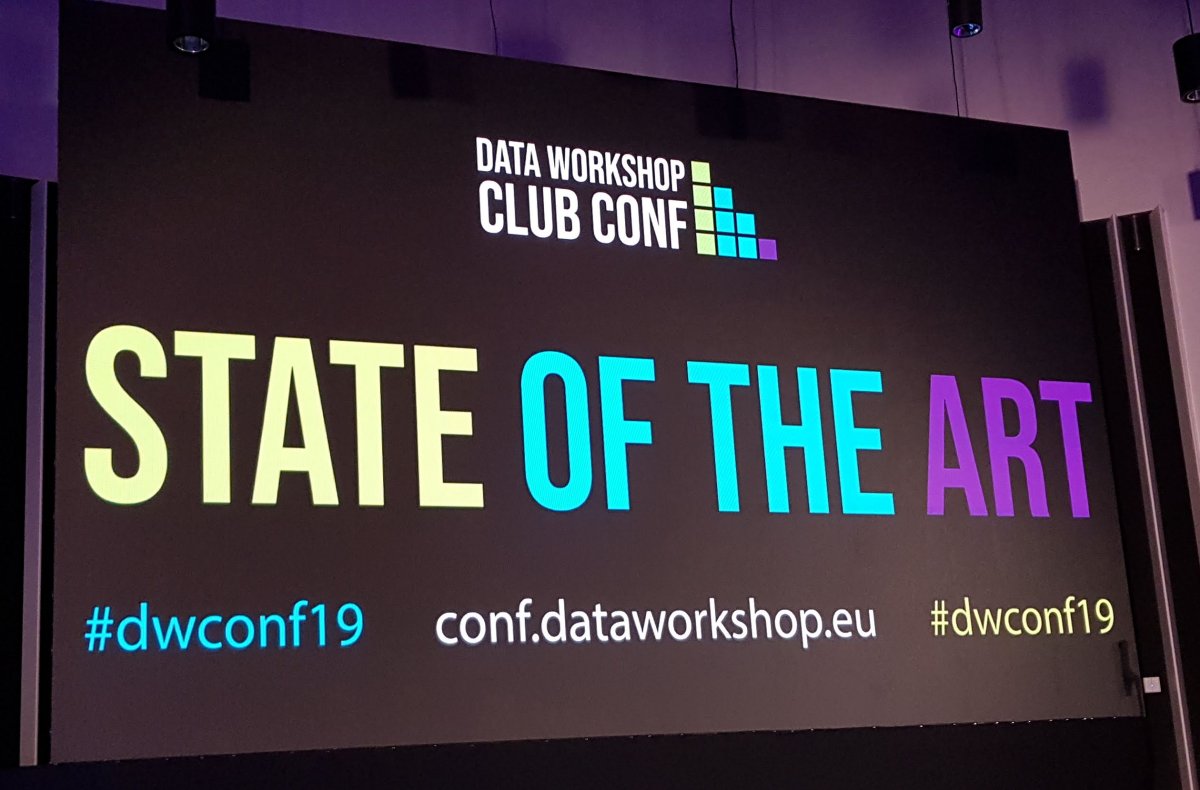 DATA WORKSHOP
CLUB CONF
STATE OF THE ART
#dwconf19 conf.dataworkshop.eu #dwconf19